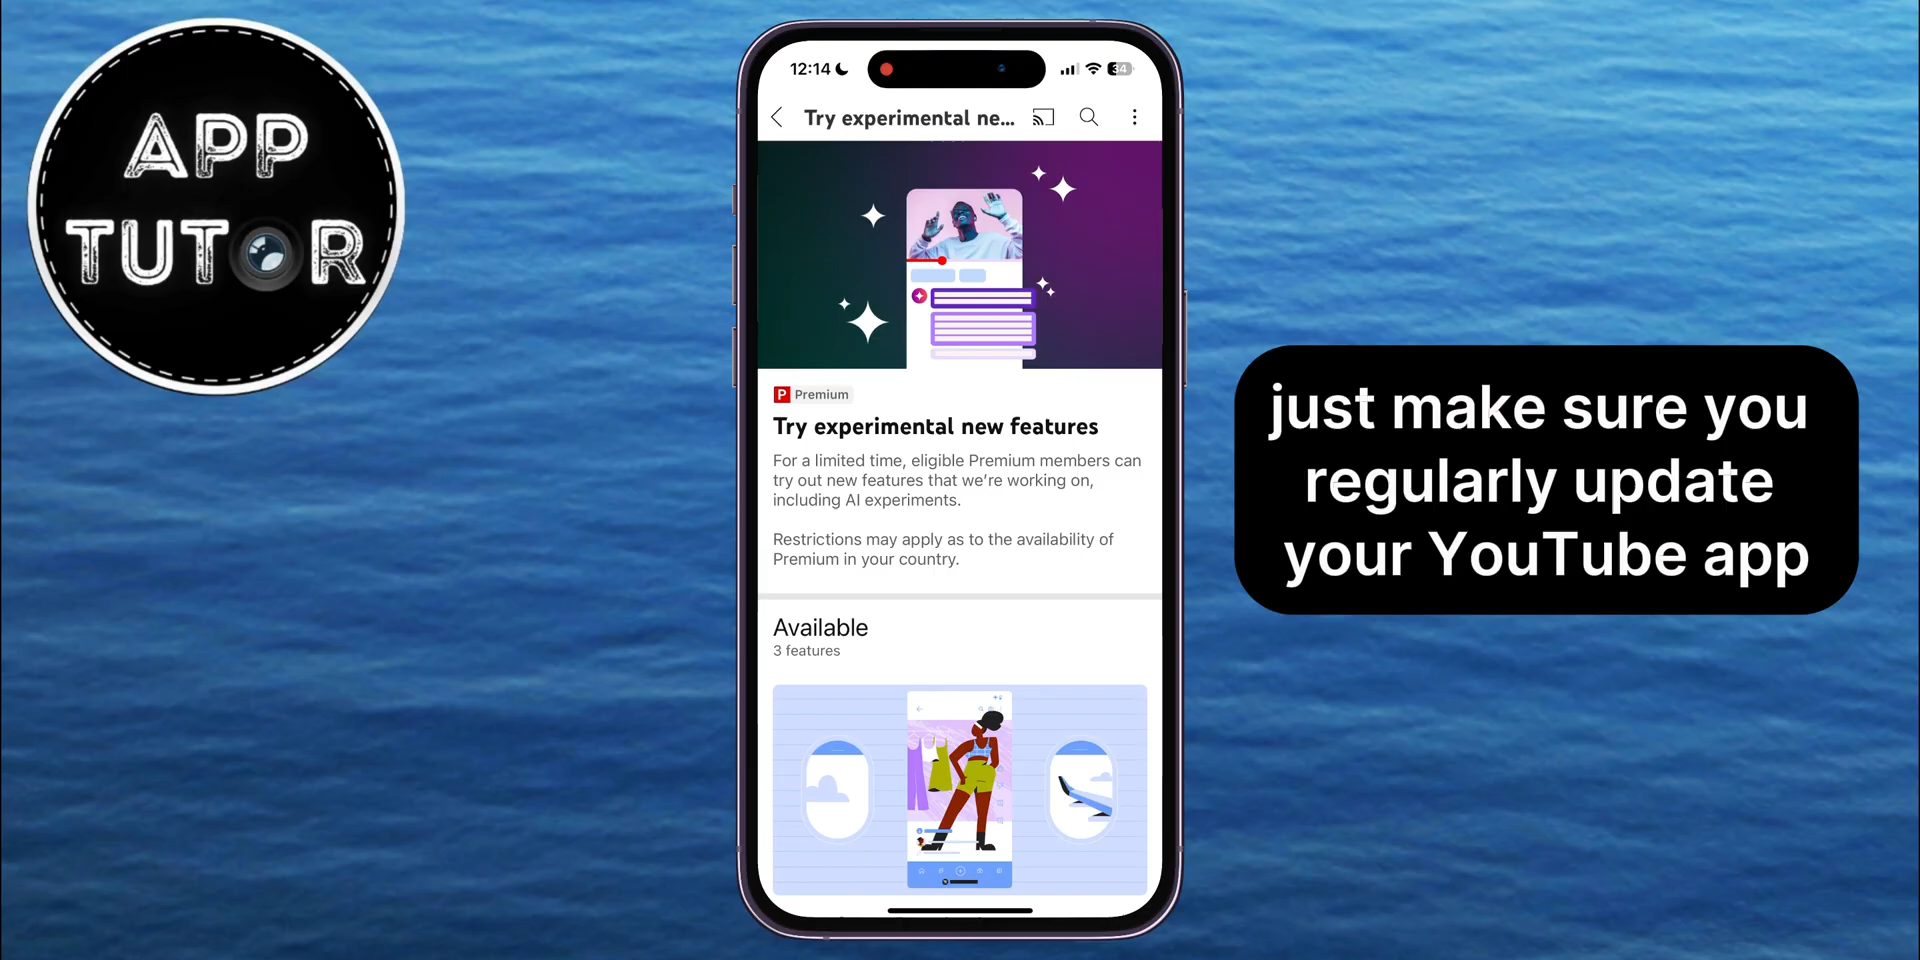 APP
TUTOR
12:14
34
Try experimental ne...
P Premium
Try experimental new features
For a limited time, eligible Premium members can
try out new features that we're working on,
including AI experiments.
Restrictions may apply as to the availability of
Premium in your country.
Available
3 features
just make sure you
regularly update
your YouTube app